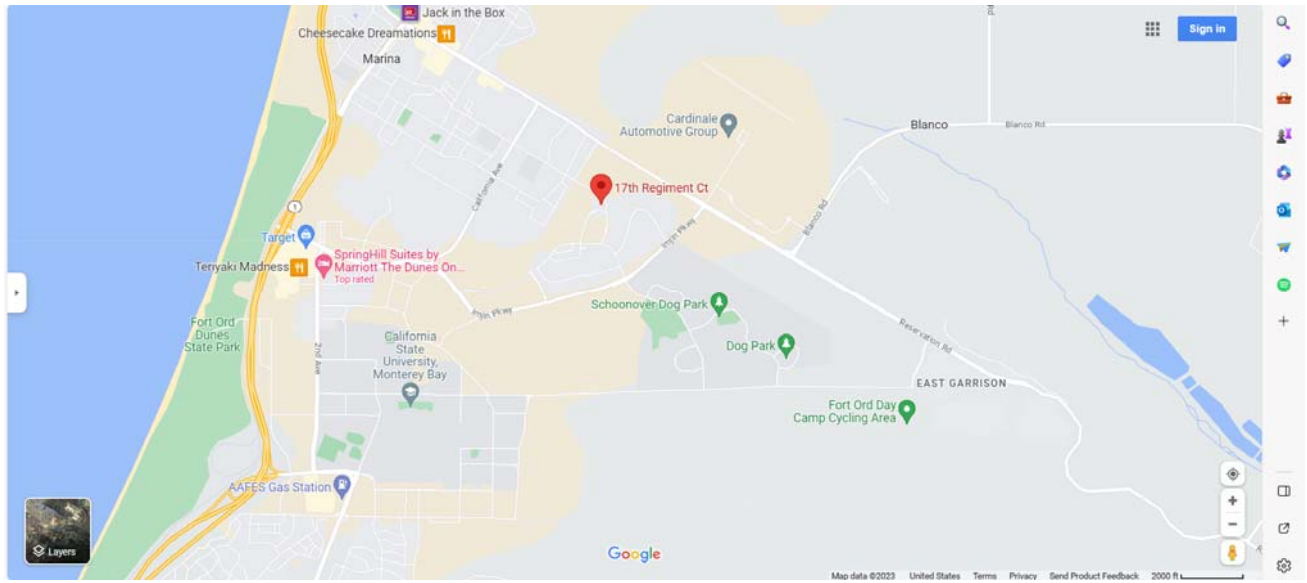 Jack in the Box
Cheesecake Dreamations
Marina
Sign in
Cardinale
Automotive Group
Blanco
Blanco Rd
California Ave
17th Regiment Ct
Blanco Rd
Imjin Pkwy
1
Target
SpringHill Suites by
Marriott The Dunes On...
Top rated
Teriyaki Madness
Schoonover Dog Park
Imjin Pkwy
Fort Ord
Dunes
State Park
2nd Ave
California
State
University,
Monterey Bay
Dog Park
Reservation Rd
EAST GARRISON
Fort Ord Day
Camp Cycling Area
AAFES Gas Station
Layers
Google
Map data ©2023 United States Terms Privacy Send Product Feedback 2000 ft